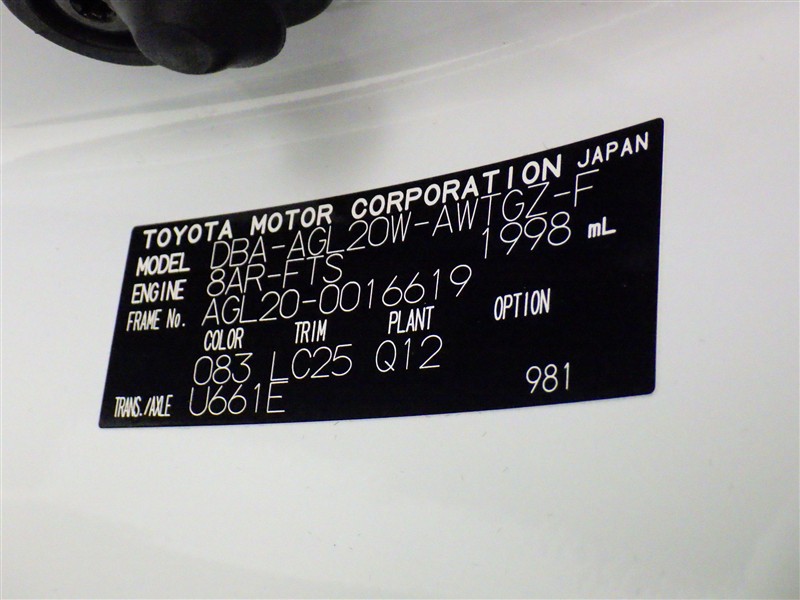 TOYOTA MOTOR CORPORATION JAPAN
MODEL DBA-AGL20W-AWTGZ-F
ENGINE 8AR-FTS 1998 mL
FRAME No. AGL20-0016619
COLOR TRIM PLANT OPTION
083 LC25 Q12
TRANS./AXLE U661E 981